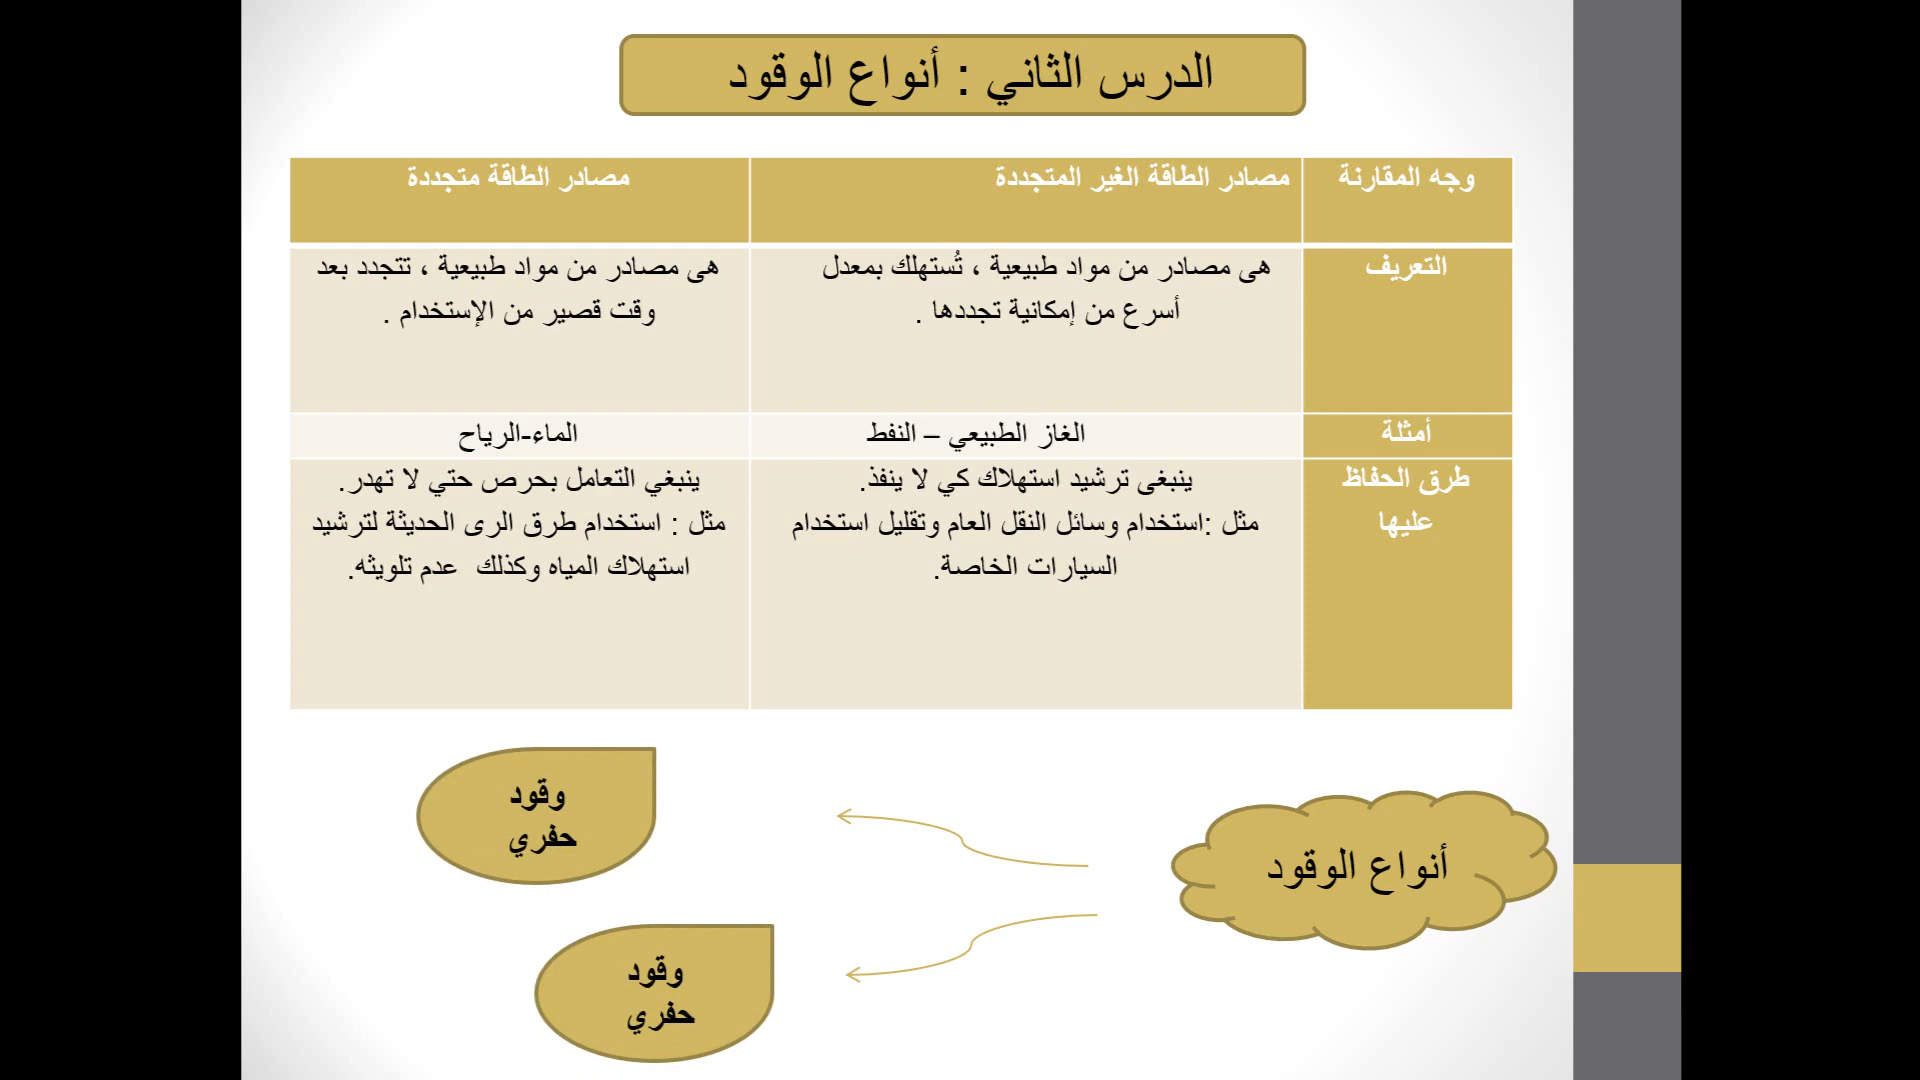 الدرس الثاني : أنواع الوقود
وجه المقارنة
مصادر الطاقة الغير المتجددة
مصادر الطاقة متجددة
التعريف
هى مصادر من مواد طبيعية ، تُستهلك بمعدل
أسرع من إمكانية تجددها .
هى مصادر من مواد طبيعية ، تتجدد بعد
وقت قصير من الإستخدام .
أمثلة
الغاز الطبيعي – النفط
الماء-الرياح
طرق الحفاظ
عليها
ينبغى ترشيد استهلاك كي لا ينفذ.
مثل :استخدام وسائل النقل العام وتقليل استخدام
السيارات الخاصة.
ينبغي التعامل بحرص حتي لا تهدر.
مثل : استخدام طرق الرى الحديثة لترشيد
استهلاك المياه وكذلك عدم تلويثه.
أنواع الوقود
وقود
حفري
وقود
حفري